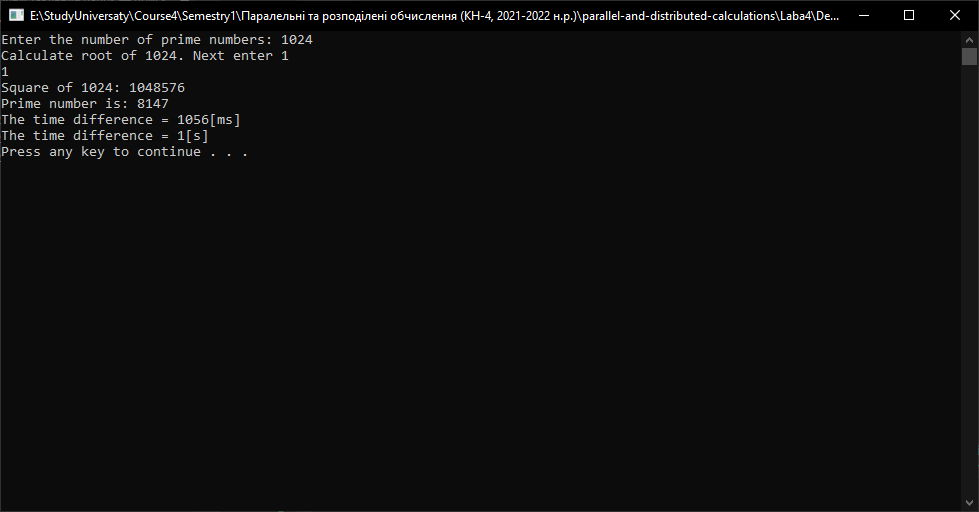 E:\StudyUniversaty\Course4\Semestry1\Паралельні та розподілені обчислення (КН-4, 2021-2022 н.р.)\parallel-and-distributed-calculations\Laba4\De...
Enter the number of prime numbers: 1024
Calculate root of 1024. Next enter 1
1
Square of 1024: 1048576
Prime number is: 8147
The time difference = 1056[ms]
The time difference = 1[s]
Press any key to continue . . .